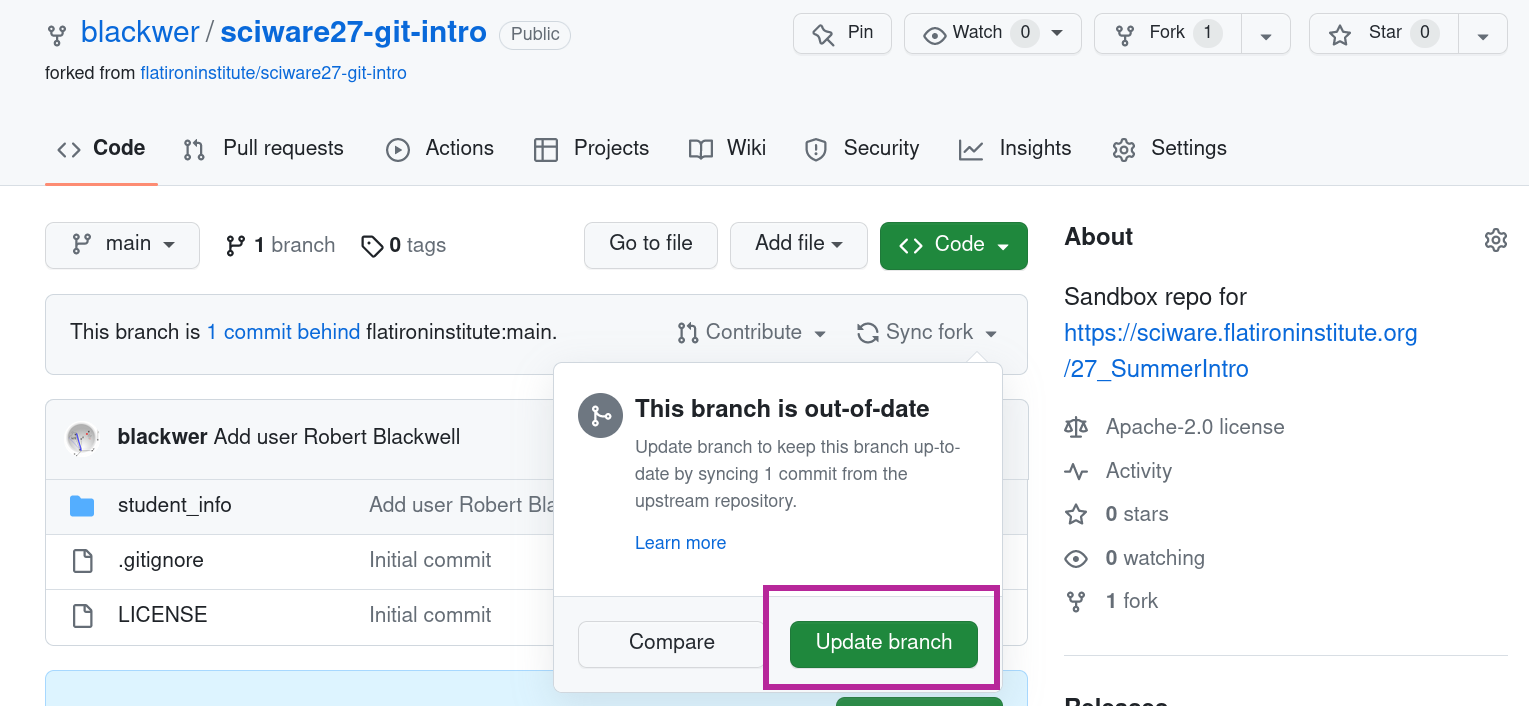 blackwer / sciware27-git-intro Public
Pin
Watch 0
Fork 1
Star 0
forked from flatironinstitute/sciware27-git-intro
Code
Pull requests
Actions
Projects
Wiki
Security
Insights
Settings
main
1 branch
0 tags
Go to file
Add file
Code
This branch is 1 commit behind flatironinstitute:main.
Contribute
Sync fork
blackwer Add user Robert Blackwell
student_info Add user Robert Bla
.gitignore Initial commit
LICENSE Initial commit
This branch is out-of-date
Update branch to keep this branch up-to-
date by syncing 1 commit from the
upstream repository.
Learn more
Compare
Update branch
About
Sandbox repo for
https://sciware.flatironinstitute.org
/27_SummerIntro
Apache-2.0 license
Activity
0 stars
0 watching
1 fork
Releases